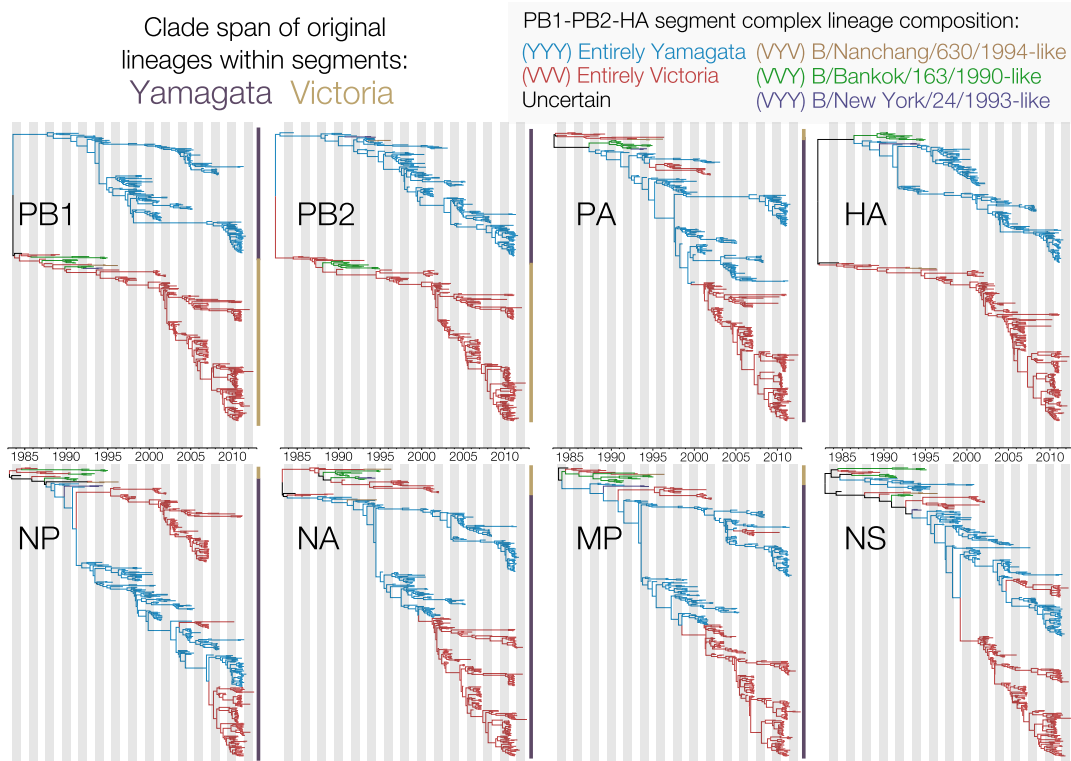 Clade span of original
lineages within segments:
Yamagata Victoria
PB1-PB2-HA segment complex lineage composition:
(YYY) Entirely Yamagata (VYV) B/Nanchang/630/1994-like
(VVV) Entirely Victoria (VVY) B/Bankok/163/1990-like
Uncertain (VYY) B/New York/24/1993-like
PB1 PB2 PA HA
1985 1990 1995 2000 2005 2010 1985 1990 1995 2000 2005 2010 1985 1990 1995 2000 2005 2010 1985 1990 1995 2000 2005 2010
NP NA MP NS